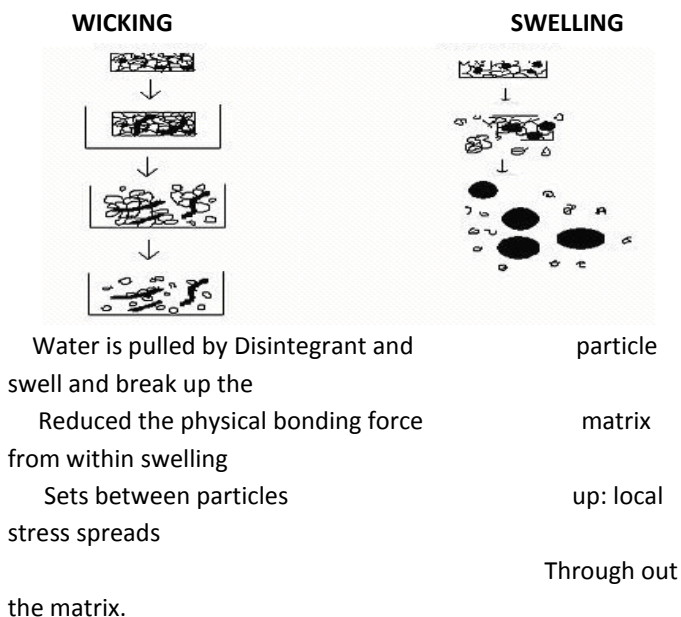 WICKING SWELLING
Water is pulled by Disintegrant and particle
swell and break up the
Reduced the physical bonding force matrix
from within swelling
Sets between particles up: local
stress spreads
Through out
the matrix.